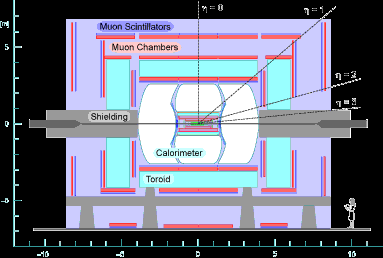 [m]
η = 0
η = 1
Muon Scintillators
Muon Chambers
η = 2
η = 3
Shielding
Calorimeter
Toroid
5
0
-5
-10
-5
0
5
10